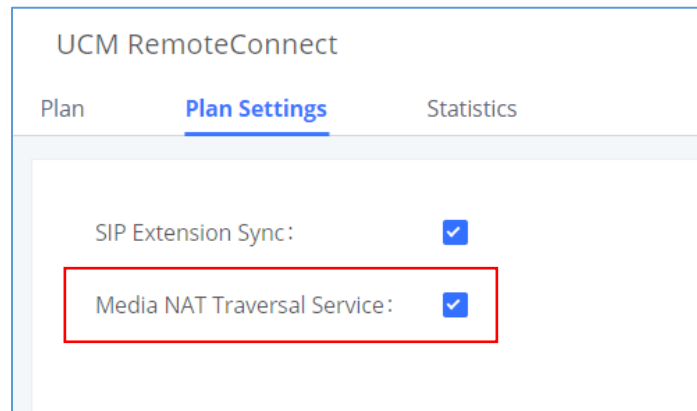 UCM RemoteConnect
Plan Plan Settings Statistics
SIP Extension Sync:
Media NAT Traversal Service: